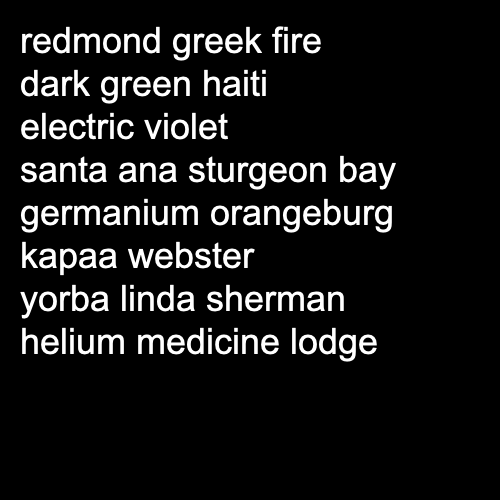 redmond greek fire
dark green haiti
electric violet
santa ana sturgeon bay
germanium orangeburg
kapaa webster
yorba linda sherman
helium medicine lodge